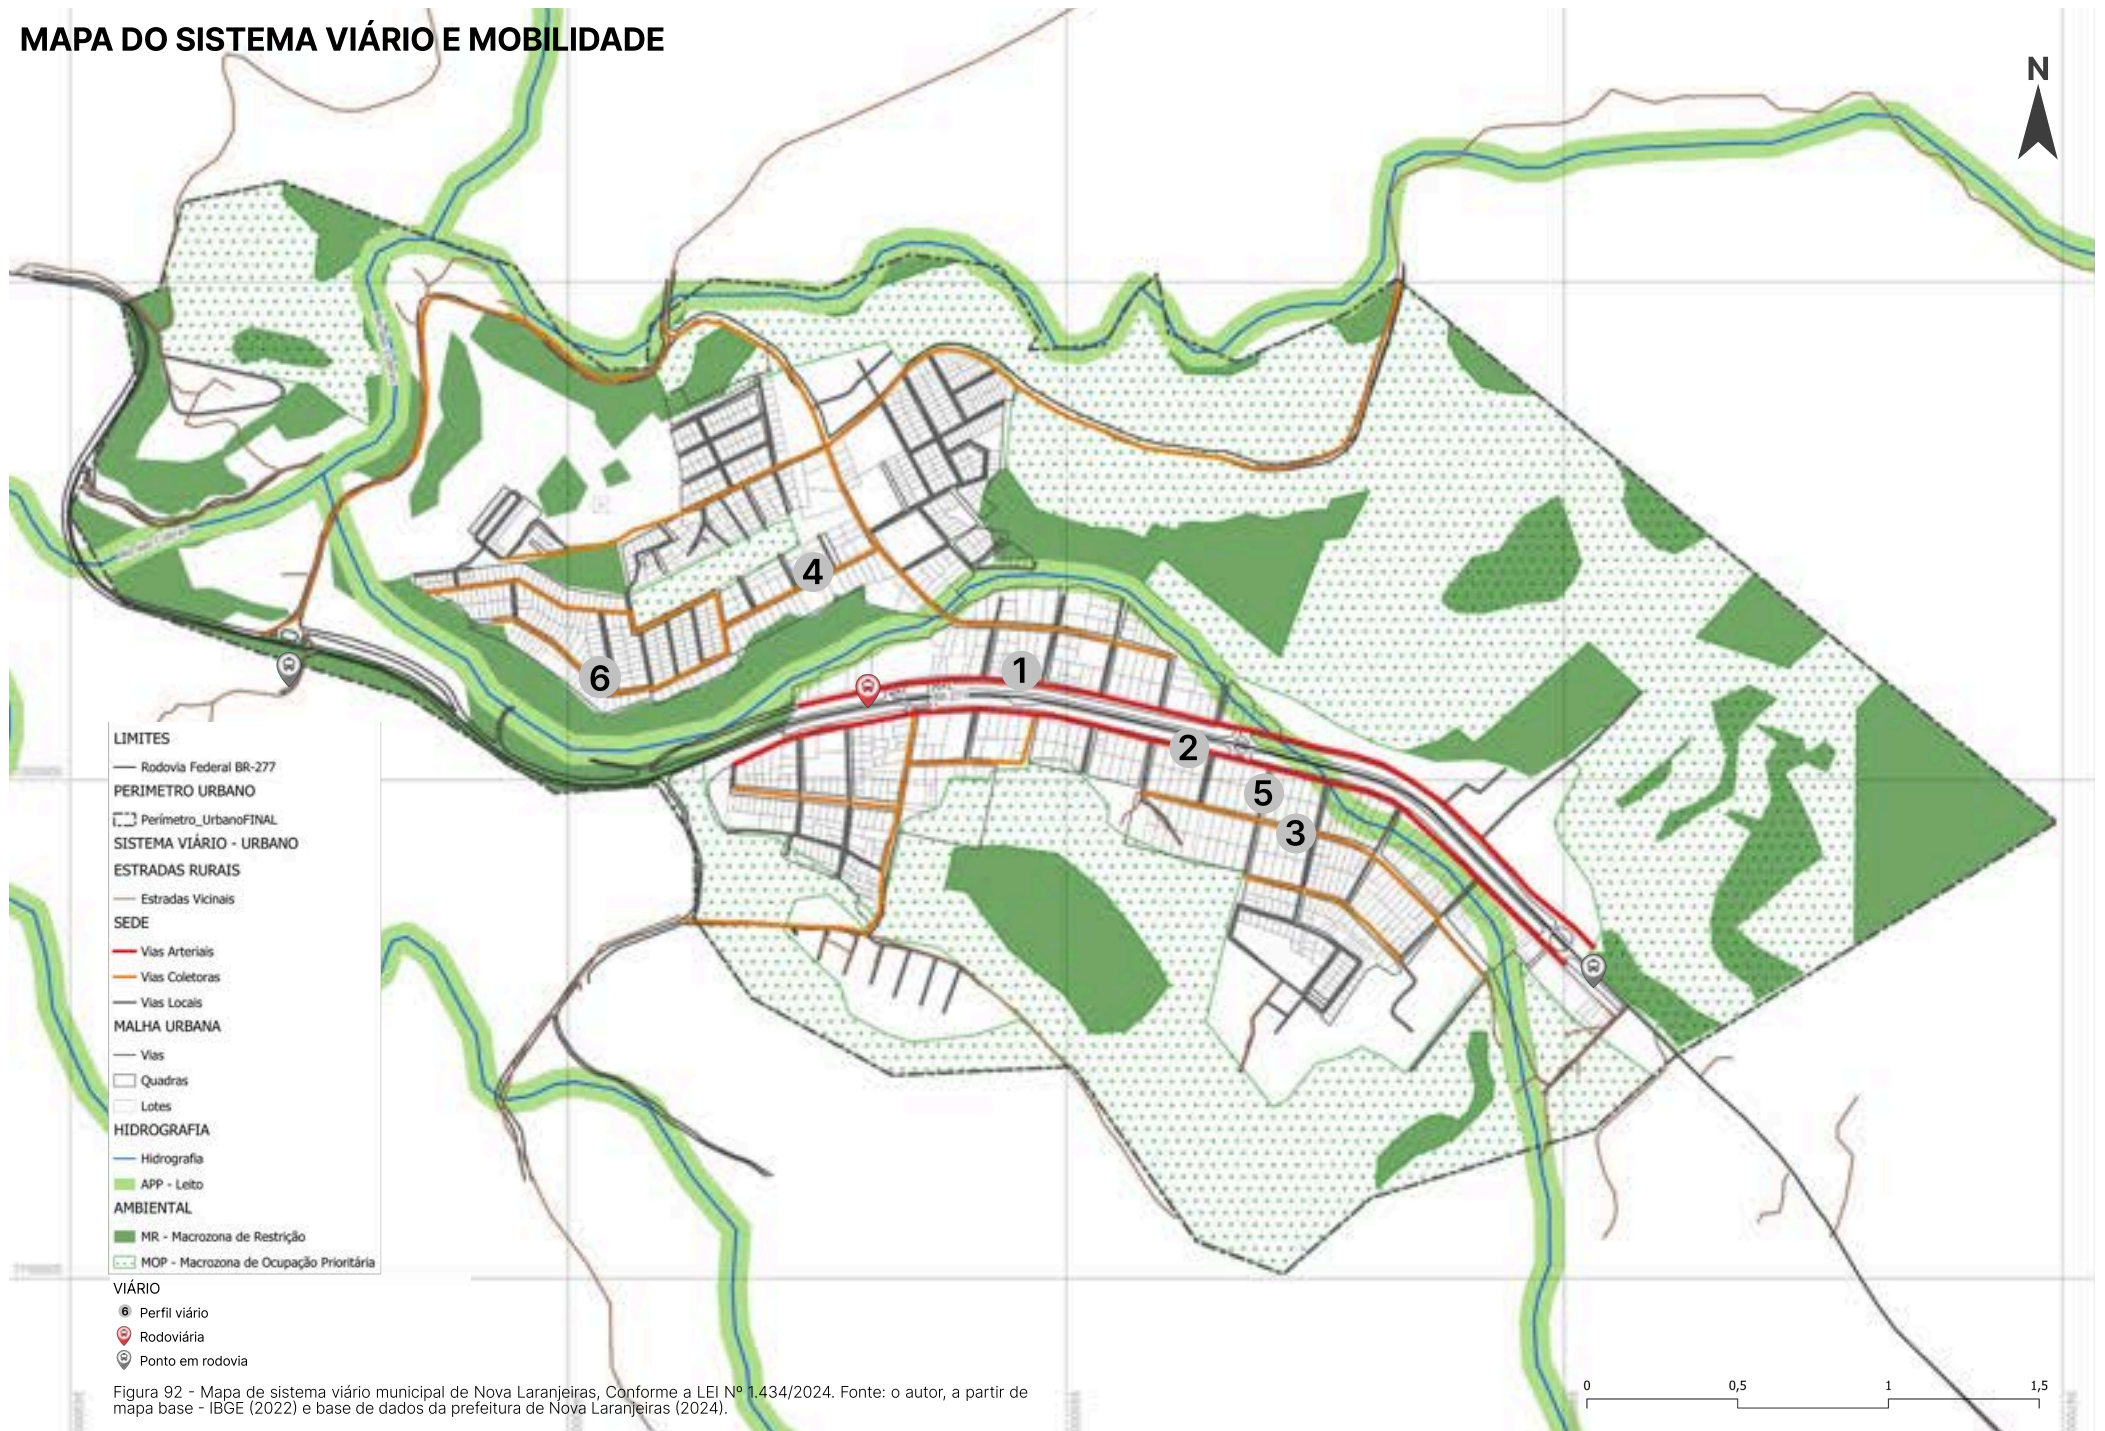 MAPA DO SISTEMA VIÁRIO E MOBILIDADE
N
4
6
1
2
5
3
LIMITES
Rodovia Federal BR-277
PERIMETRO URBANO
Perímetro_UrbanoFINAL
SISTEMA VIÁRIO - URBANO
ESTRADAS RURAIS
Estradas Vicinais
SEDE
Vias Arteriais
Vias Coletoras
Vias Locais
MALHA URBANA
Vias
Quadras
Lotes
HIDROGRAFIA
Hidrografia
APP - Leito
AMBIENTAL
MR - Macrozona de Restrição
MOP - Macrozona de Ocupação Prioritária
VIÁRIO
6 Perfil viário
Rodoviária
Ponto em rodovia
Figura 92 - Mapa de sistema viário municipal de Nova Laranjeiras, Conforme a LEI Nº 1.434/2024. Fonte: o autor, a partir de
mapa base - IBGE (2022) e base de dados da prefeitura de Nova Laranjeiras (2024).
0 0,5 1 1,5